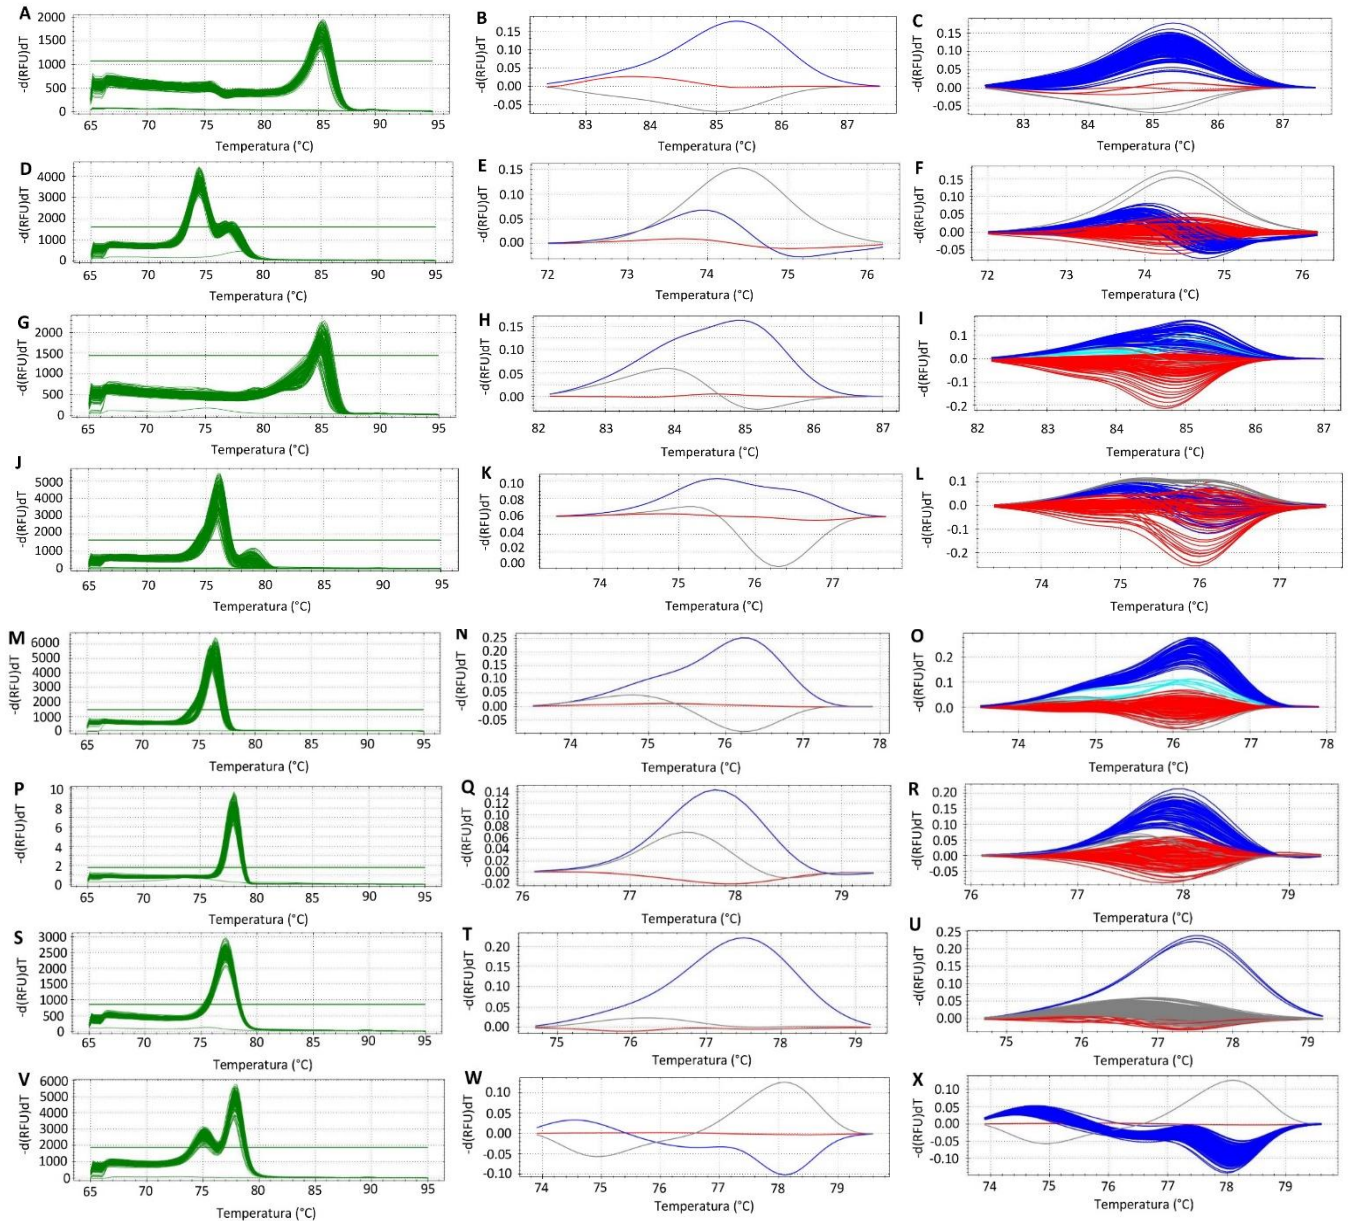 A
-d(RFU)dT
2000
1500
1000
500
0
65 70 75 80 85 90 95
Temperatura (°C)
B
-d(RFU)dT
0.15
0.10
0.05
0.00
-0.05
83 84 85 86 87
Temperatura (°C)
C
-d(RFU)dT
0.15
0.10
0.05
0.00
-0.05
83 84 85 86 87
Temperatura (°C)
D
-d(RFU)dT
4000
3000
2000
1000
0
65 70 75 80 85 90 95
Temperatura (°C)
E
-d(RFU)dT
0.15
0.10
0.05
0.00
72 73 74 75 76
Temperatura (°C)
F
-d(RFU)dT
0.15
0.10
0.05
0.00
-0.05
72 73 74 75 76
Temperatura (°C)
G
-d(RFU)dT
2000
1500
1000
500
0
65 70 75 80 85 90 95
Temperatura (°C)
H
-d(RFU)dT
0.15
0.10
0.05
0.00
82 83 84 85 86 87
Temperatura (°C)
I
-d(RFU)dT
0.1
0.0
-0.1
-0.2
82 83 84 85 86 87
Temperatura (°C)
J
-d(RFU)dT
5000
4000
3000
2000
1000
0
65 70 75 80 85 90 95
Temperatura (°C)
K
-d(RFU)dT
0.10
0.08
0.06
0.04
0.02
0.00
74 75 76 77
Temperatura (°C)
L
-d(RFU)dT
0.1
0.0
-0.1
-0.2
74 75 76 77
Temperatura (°C)
M
-d(RFU)dT
6000
5000
4000
3000
2000
1000
0
65 70 75 80 85 90 95
Temperatura (°C)
N
-d(RFU)dT
0.25
0.20
0.15
0.10
0.05
0.00
-0.05
74 75 76 77 78
Temperatura (°C)
O
-d(RFU)dT
0.2
0.1
0.0
74 75 76 77 78
Temperatura (°C)
P
-d(RFU)dT
10
8
6
4
2
0
65 70 75 80 85 90 95
Temperatura (°C)
Q
-d(RFU)dT
0.14
0.12
0.10
0.08
0.06
0.04
0.02
0.00
-0.02
76 77 78 79
Temperatura (°C)
R
-d(RFU)dT
0.20
0.15
0.10
0.05
0.00
-0.05
76 77 78 79
Temperatura (°C)
S
-d(RFU)dT
3000
2500
2000
1500
1000
500
0
65 70 75 80 85 90 95
Temperatura (°C)
T
-d(RFU)dT
0.20
0.15
0.10
0.05
0.00
75 76 77 78 79
Temperatura (°C)
U
-d(RFU)dT
0.25
0.20
0.15
0.10
0.05
0.00
75 76 77 78 79
Temperatura (°C)
V
-d(RFU)dT
6000
5000
4000
3000
2000
1000
0
65 70 75 80 85 90 95
Temperatura (°C)
W
-d(RFU)dT
0.10
0.05
0.00
-0.05
-0.10
74 75 76 77 78 79
Temperatura (°C)
X
-d(RFU)dT
0.10
0.05
0.00
-0.05
-0.10
74 75 76 77 78 79
Temperatura (°C)